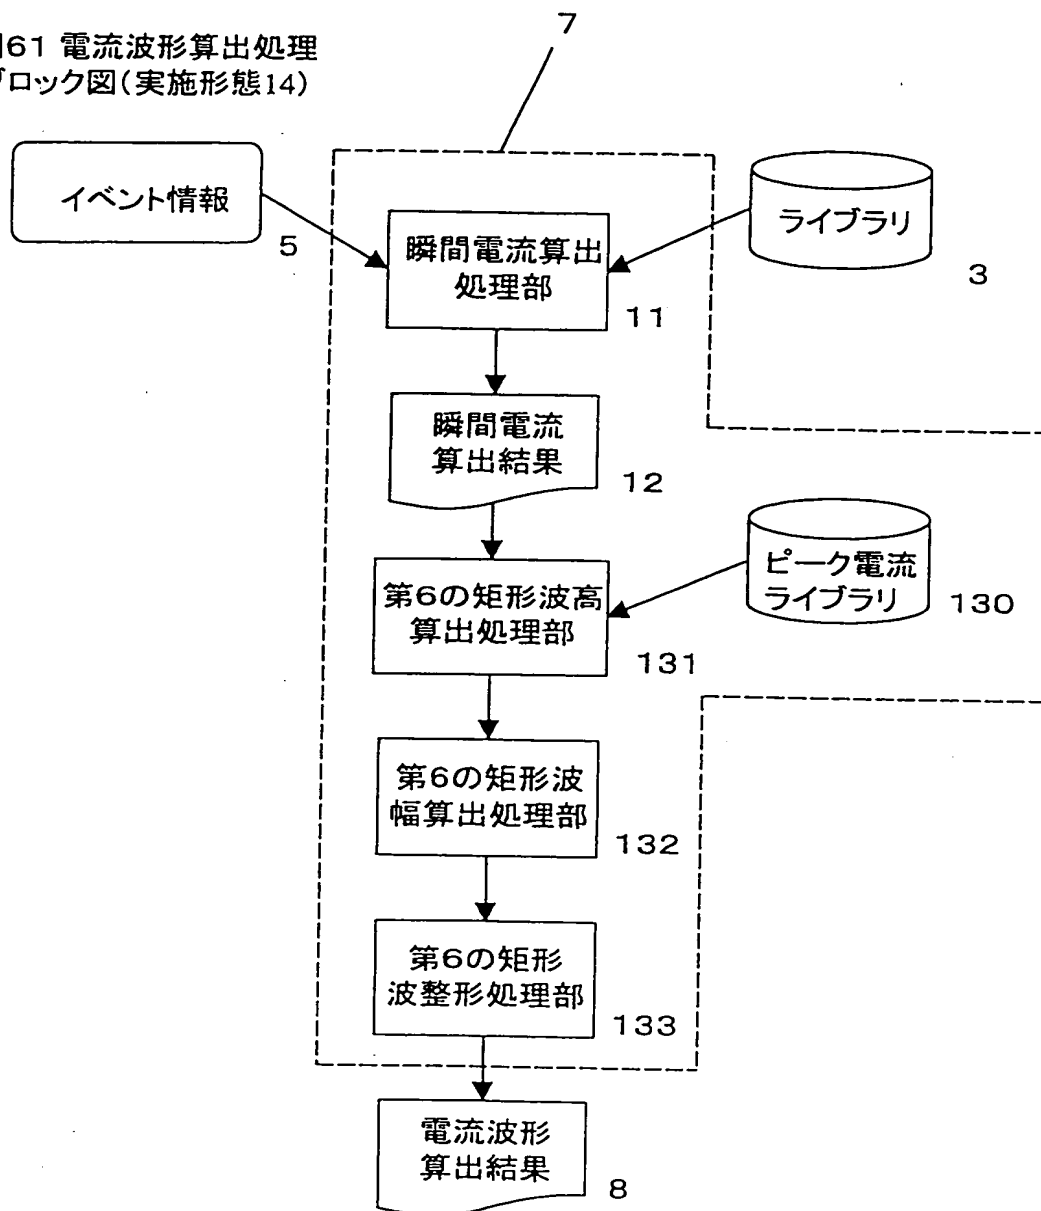 61 電流波形算出処理
ブロック図(実施形態14)
7
イベント情報
5
ライブラリ
3
瞬間電流算出
処理部
11
瞬間電流
算出結果
12
ピーク電流
ライブラリ
130
第6の矩形波高
算出処理部
131
第6の矩形波
幅算出処理部
132
第6の矩形
波整形処理部
133
電流波形
算出結果
8